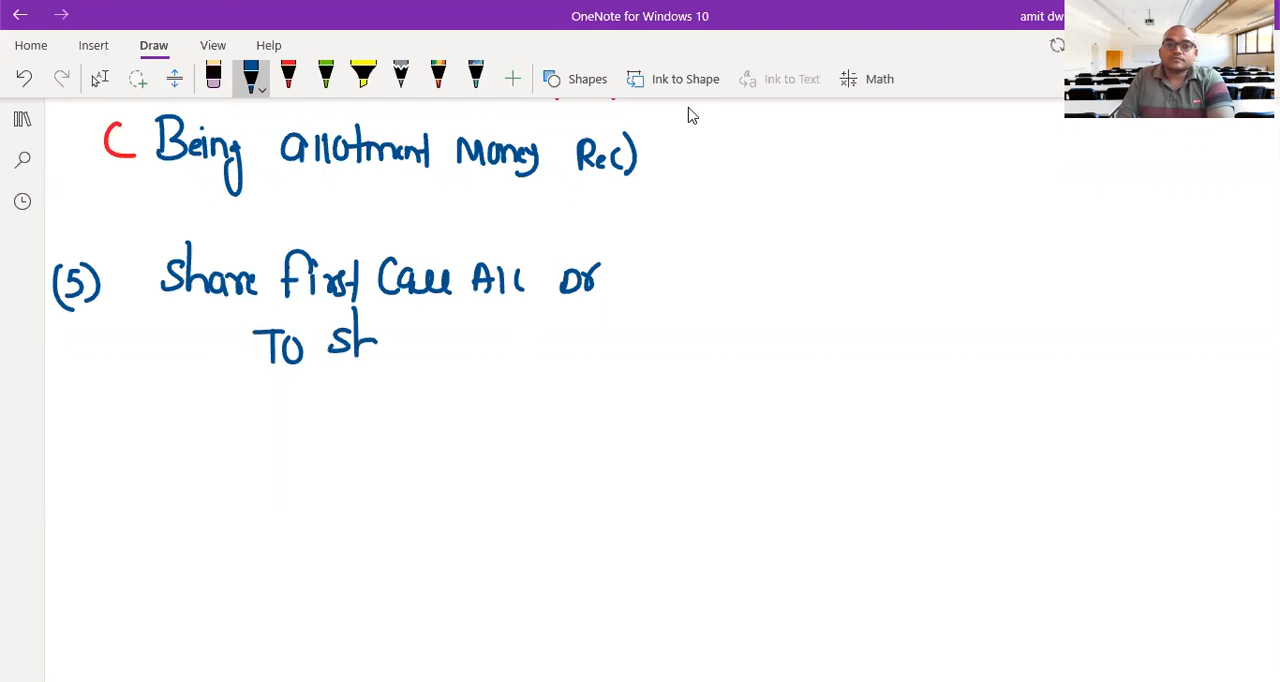 OneNote for Windows 10
amit dw
Home Insert Draw View Help
Shapes Ink to Shape Ink to Text Math
( Being allotment Money Rec)
(5) Share first Call A/c Dr
To Sh